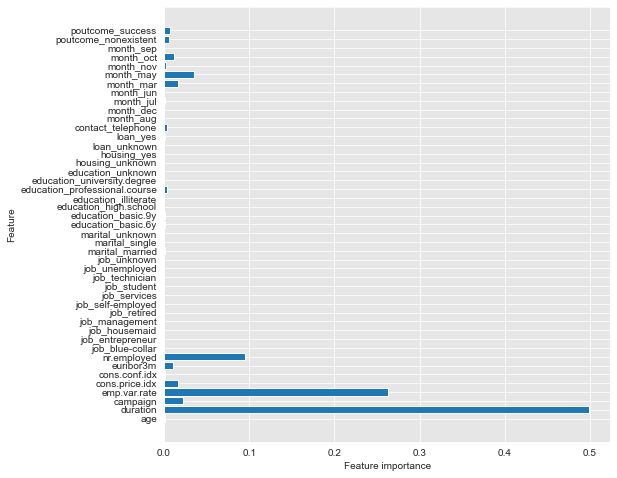 poutcome_success
poutcome_nonexistent
month_sep
month_oct
month_nov
month_may
month_mar
month_jun
month_jul
month_dec
month_aug
contact_telephone
loan_yes
loan_unknown
housing_yes
housing_unknown
education_unknown
education_university.degree
education_professional.course
education_illiterate
education_high.school
education_basic.9y
education_basic.6y
marital_unknown
marital_single
marital_married
job_unknown
job_unemployed
job_technician
job_student
job_services
job_self-employed
job_retired
job_management
job_housemaid
job_entrepreneur
job_blue-collar
nr.employed
euribor3m
cons.conf.idx
cons.price.idx
emp.var.rate
campaign
duration
age
Feature
0.0 0.1 0.2 0.3 0.4 0.5
Feature importance